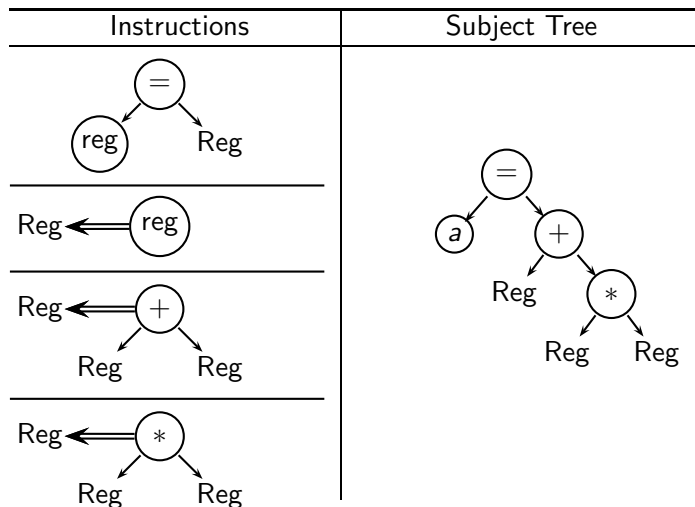 Instructions Subject Tree
=
reg Reg
Reg reg
Reg +
Reg Reg
Reg *
Reg Reg
=
a +
Reg *
Reg Reg